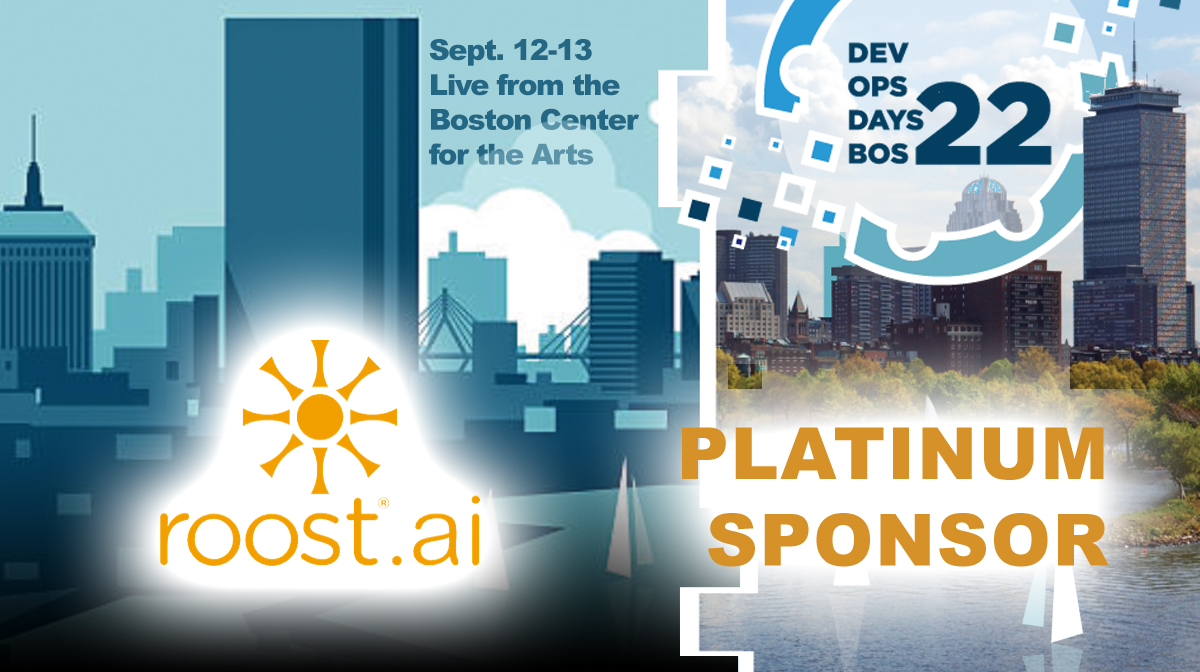 Sept. 12-13
Live from the
Boston Center
for the Arts
DEV
OPS
DAYS
BOS 22
roost®.ai
PLATINUM
SPONSOR